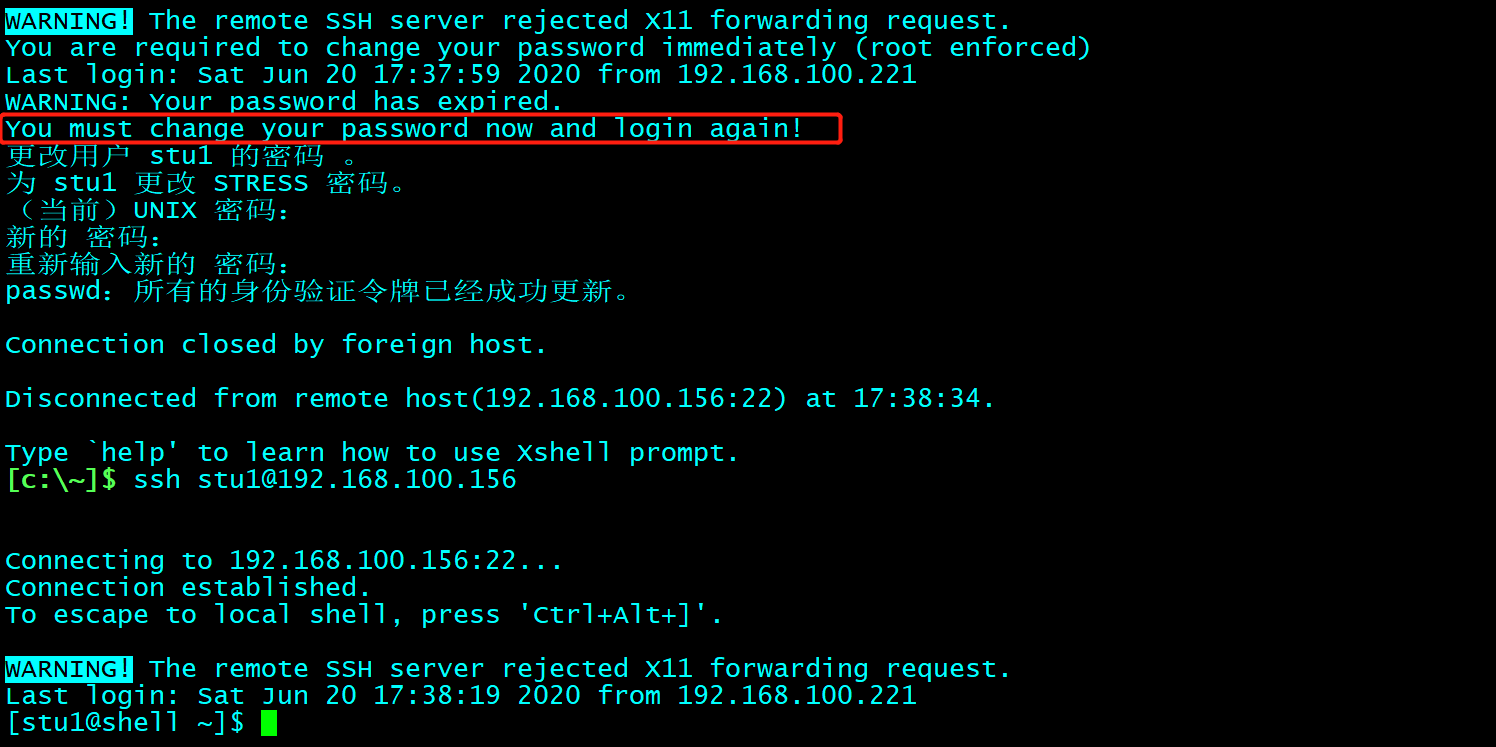 WARNING! The remote SSH server rejected X11 forwarding request.
You are required to change your password immediately (root enforced)
Last login: Sat Jun 20 17:37:59 2020 from 192.168.100.221
WARNING: Your password has expired.
You must change your password now and login again!
更改用户 stu1 的密码 。
为 stu1 更改 STRESS 密码。
（当前）UNIX 密码：
新的 密码：
重新输入新的 密码：
passwd：所有的身份验证令牌已经成功更新。
Connection closed by foreign host.
Disconnected from remote host(192.168.100.156:22) at 17:38:34.
Type `help' to learn how to use Xshell prompt.
[c:\~]$ ssh stu1@192.168.100.156
Connecting to 192.168.100.156:22...
Connection established.
To escape to local shell, press 'Ctrl+Alt+]'.
WARNING! The remote SSH server rejected X11 forwarding request.
Last login: Sat Jun 20 17:38:19 2020 from 192.168.100.221
[stu1@shell ~]$